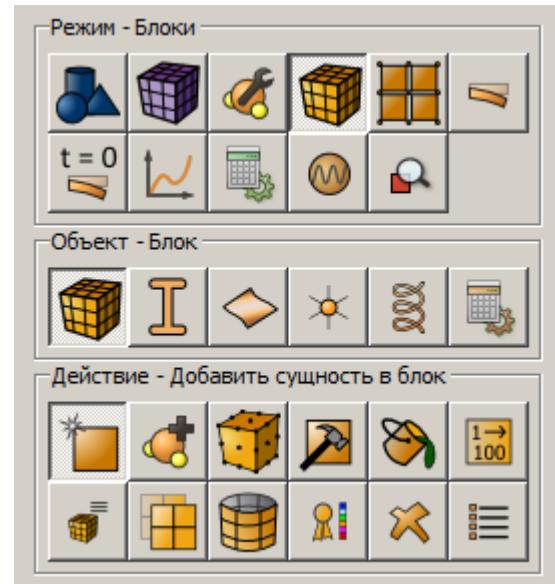 Режим - Блоки
t = 0
Объект - Блок
Действие - Добавить сущность в блок
1→
100